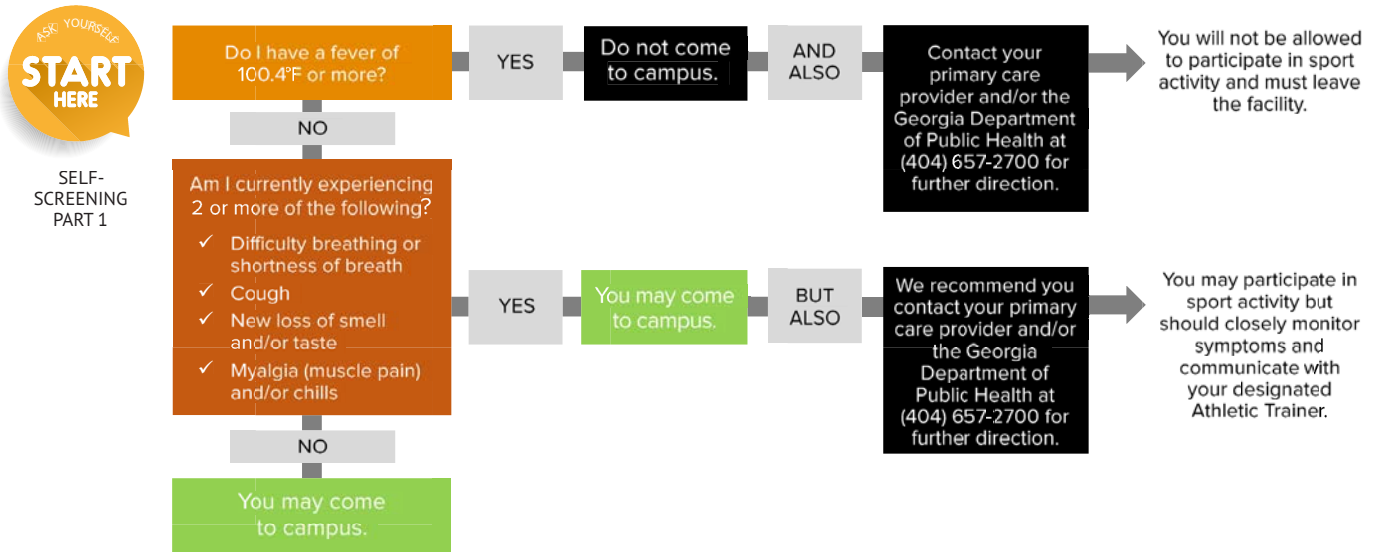 ASK YOURSELF
START
HERE
SELF-
SCREENING
PART 1
Do I have a fever of
100.4°F or more?
YES
Do not come
to campus.
AND
ALSO
Contact your
primary care
provider and/or the
Georgia Department
of Public Health at
(404) 657-2700 for
further direction.
You will not be allowed
to participate in sport
activity and must leave
the facility.
NO
Am I currently experiencing
2 or more of the following?
✓ Difficulty breathing or
shortness of breath
✓ Cough
✓ New loss of smell
and/or taste
✓ Myalgia (muscle pain)
and/or chills
YES
You may come
to campus.
BUT
ALSO
We recommend you
contact your primary
care provider and/or
the Georgia
Department of
Public Health at
(404) 657-2700 for
further direction.
You may participate in
sport activity but
should closely monitor
symptoms and
communicate with
your designated
Athletic Trainer.
NO
You may come
to campus.